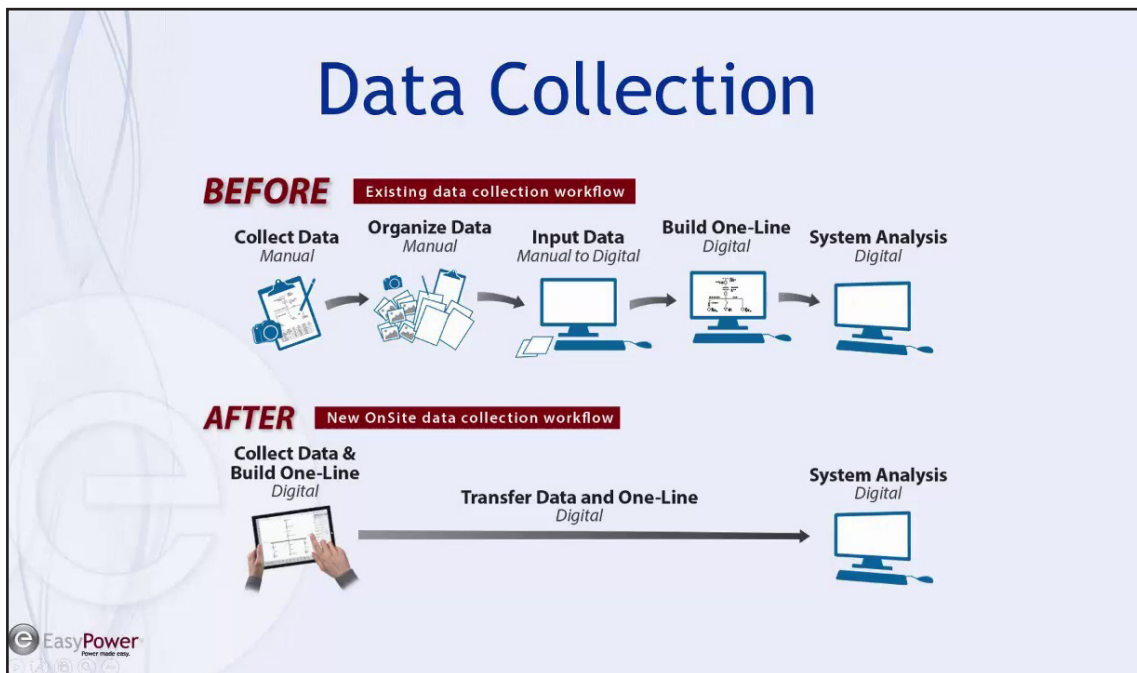 Data Collection
BEFORE Existing data collection workflow
Collect Data
Manual
Organize Data
Manual
Input Data
Manual to Digital
Build One-Line
Digital
System Analysis
Digital
AFTER New OnSite data collection workflow
Collect Data &
Build One-Line
Digital
Transfer Data and One-Line
Digital
System Analysis
Digital
e EasyPower®
Power made easy.